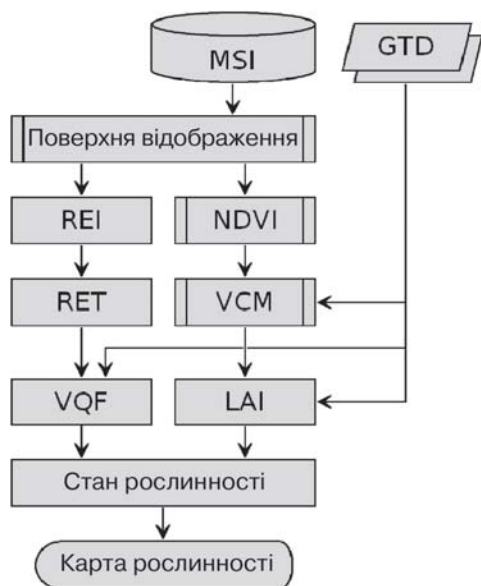 MSI
GTD
Поверхня відображення
REI
NDVI
RET
VCM
VQF
LAI
Стан рослинності
Карта рослинності